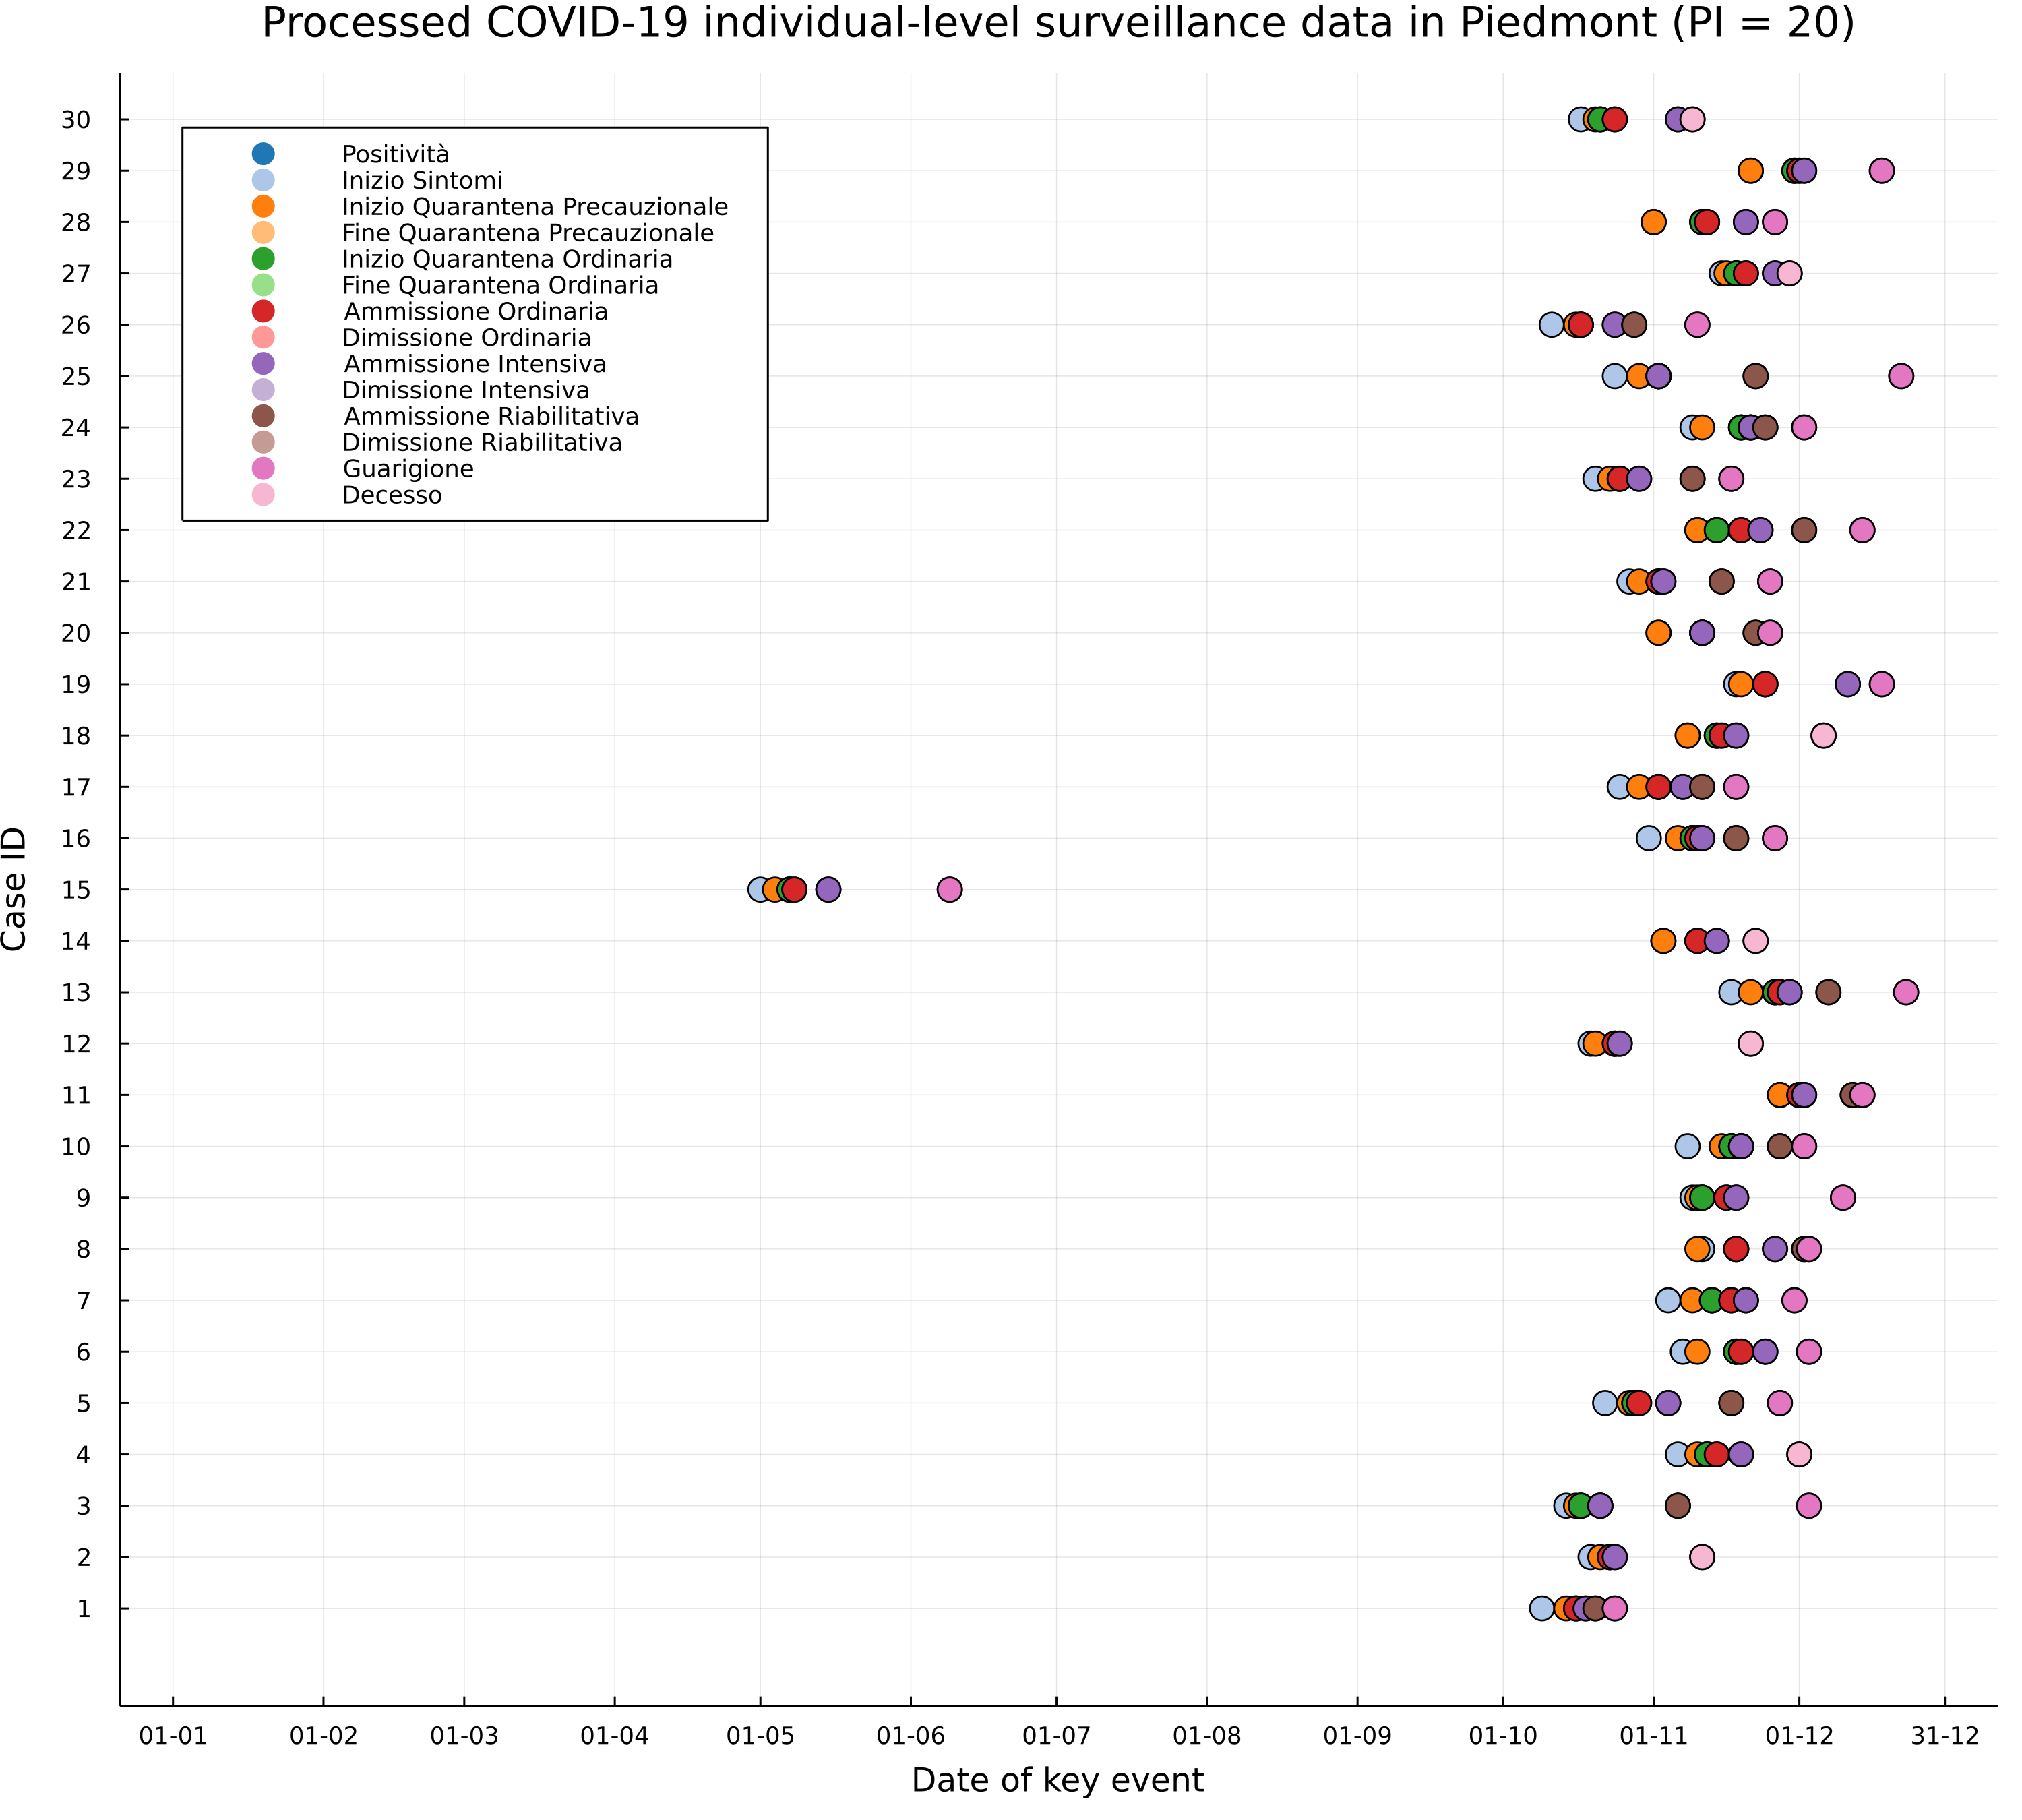 Processed COVID-19 individual-level surveillance data in Piedmont (PI = 20)
Positività
Inizio Sintomi
Inizio Quarantena Precauzionale
Fine Quarantena Precauzionale
Inizio Quarantena Ordinaria
Fine Quarantena Ordinaria
Ammissione Ordinaria
Dimissione Ordinaria
Ammissione Intensiva
Dimissione Intensiva
Ammissione Riabilitativa
Dimissione Riabilitativa
Guarigione
Decesso
Case ID
30
29
28
27
26
25
24
23
22
21
20
19
18
17
16
15
14
13
12
11
10
9
8
7
6
5
4
3
2
1
01-01 01-02 01-03 01-04 01-05 01-06 01-07 01-08 01-09 01-10 01-11 01-12 31-12
Date of key event